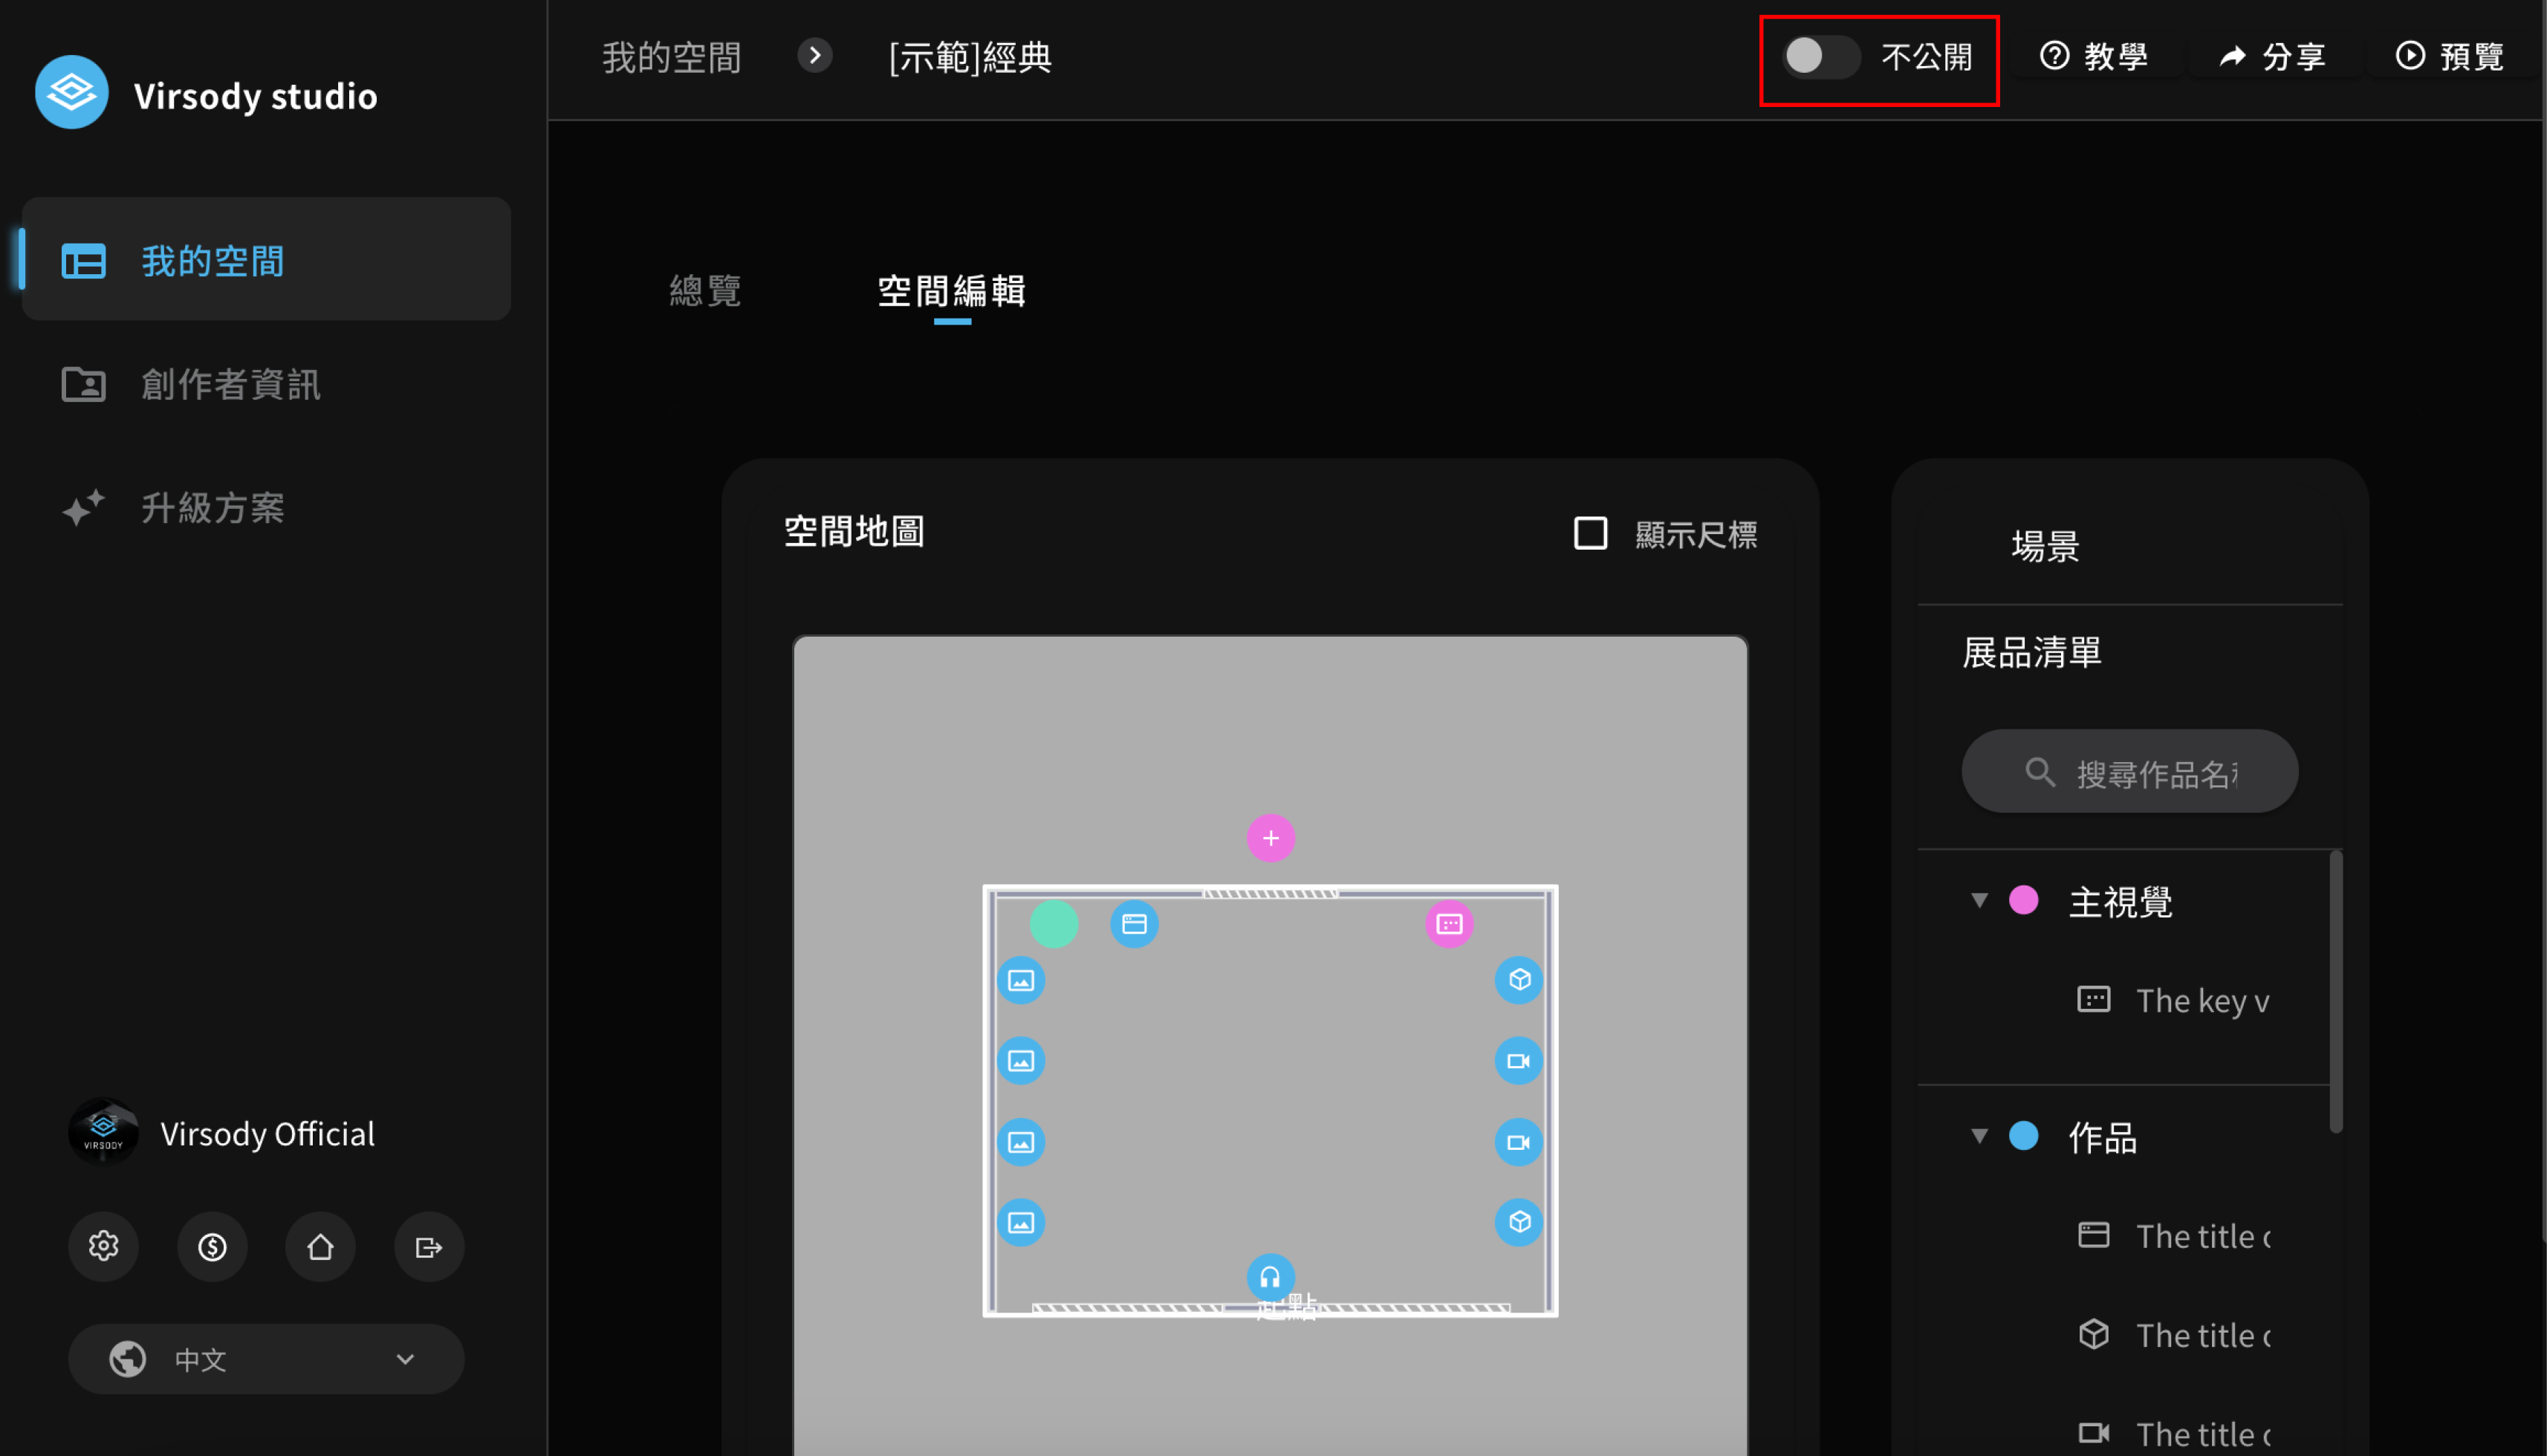 Virsody studio
我的空間
創作者資訊
升級方案
VIRSODY
Virsody Official
中文
我的空間
[示範]經典
不公開
教學
分享
預覽
總覽
空間編輯
空間地圖
顯示尺標
起點
場景
展品清單
搜尋作品名
主視覺
The key v
作品
The title
The title
The title